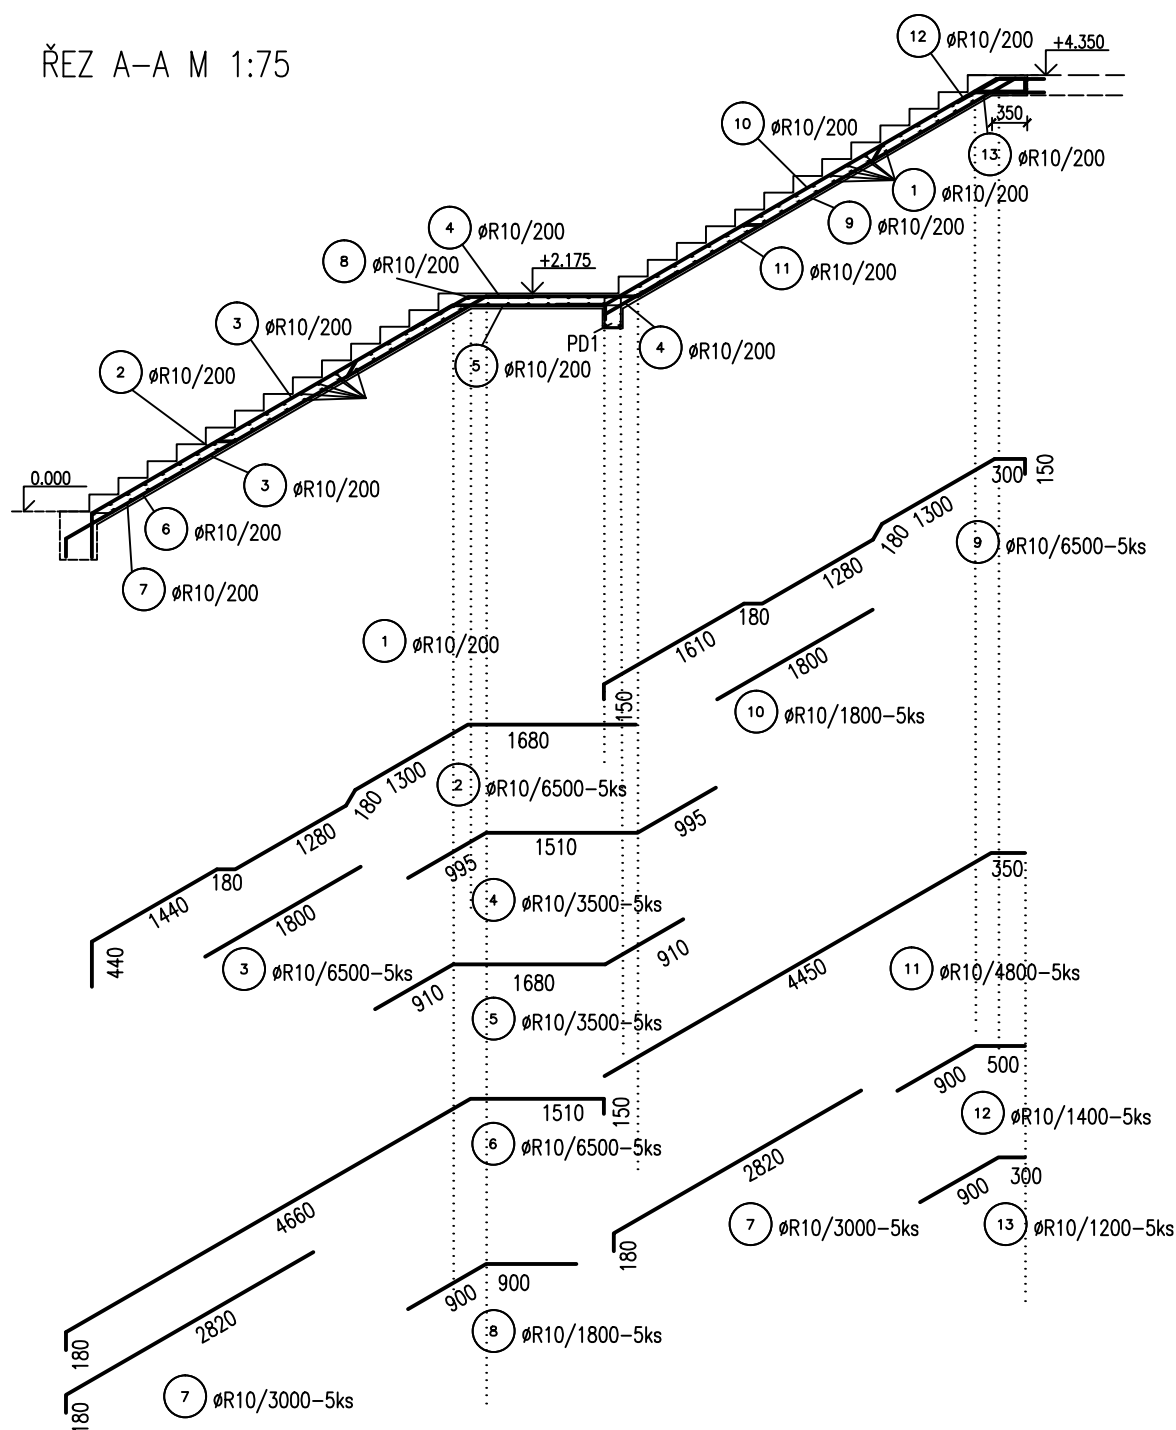 ŘEZ A-A M 1:75
12 øR10/200
+4.350
350
10 øR10/200
13 øR10/200
1 øR10/200
9 øR10/200
4 øR10/200
8 øR10/200
+2.175
11 øR10/200
3 øR10/200
PD1
4 øR10/200
5 øR10/200
2 øR10/200
0.000
3 øR10/200
6 øR10/200
7 øR10/200
300
150
1300
180
9 øR10/6500-5ks
1280
180
1610
150
1 øR10/200
1800
10 øR10/1800-5ks
1680
1300
180
2 øR10/6500-5ks
1280
180
1440
440
995
1510
995
4 øR10/3500-5ks
1800
3 øR10/6500-5ks
350
4450
11 øR10/4800-5ks
910
1680
910
5 øR10/3500-5ks
500
900
12 øR10/1400-5ks
1510
150
6 øR10/6500-5ks
4660
180
2820
7 øR10/3000-5ks
180
300
900
13 øR10/1200-5ks
900
900
8 øR10/1800-5ks
2820
180
7 øR10/3000-5ks